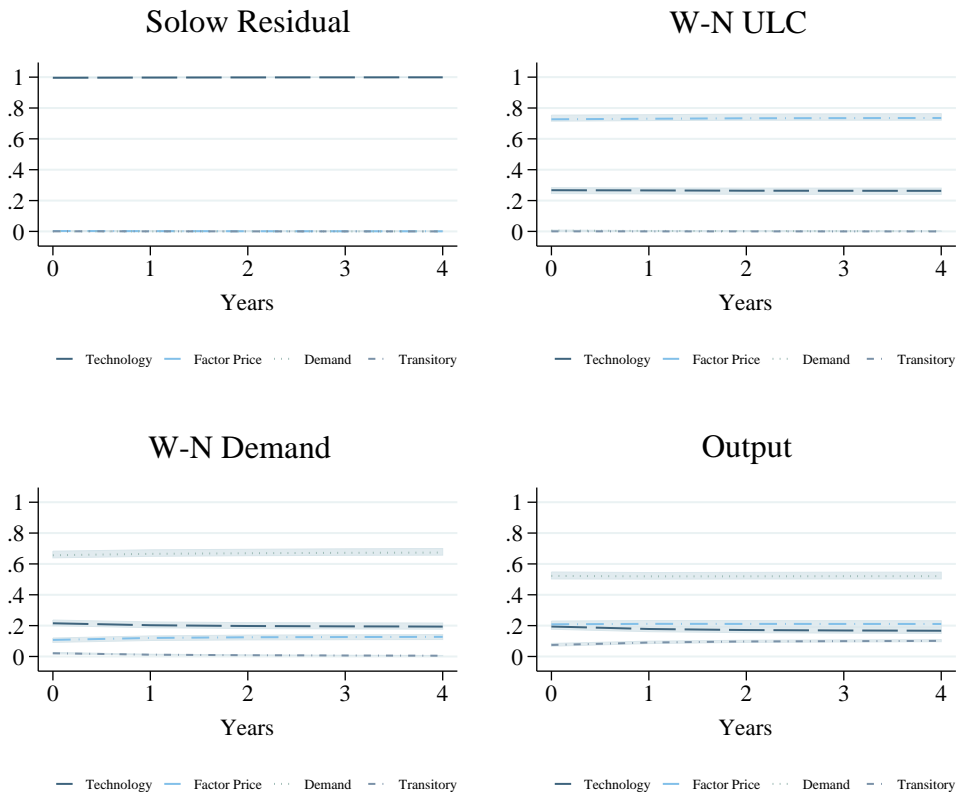 Solow Residual
1
.8
.6
.4
.2
0
0 1 2 3 4
Years
Technology Factor Price Demand Transitory
W-N ULC
1
.8
.6
.4
.2
0
0 1 2 3 4
Years
Technology Factor Price Demand Transitory
W-N Demand
1
.8
.6
.4
.2
0
0 1 2 3 4
Years
Technology Factor Price Demand Transitory
Output
1
.8
.6
.4
.2
0
0 1 2 3 4
Years
Technology Factor Price Demand Transitory